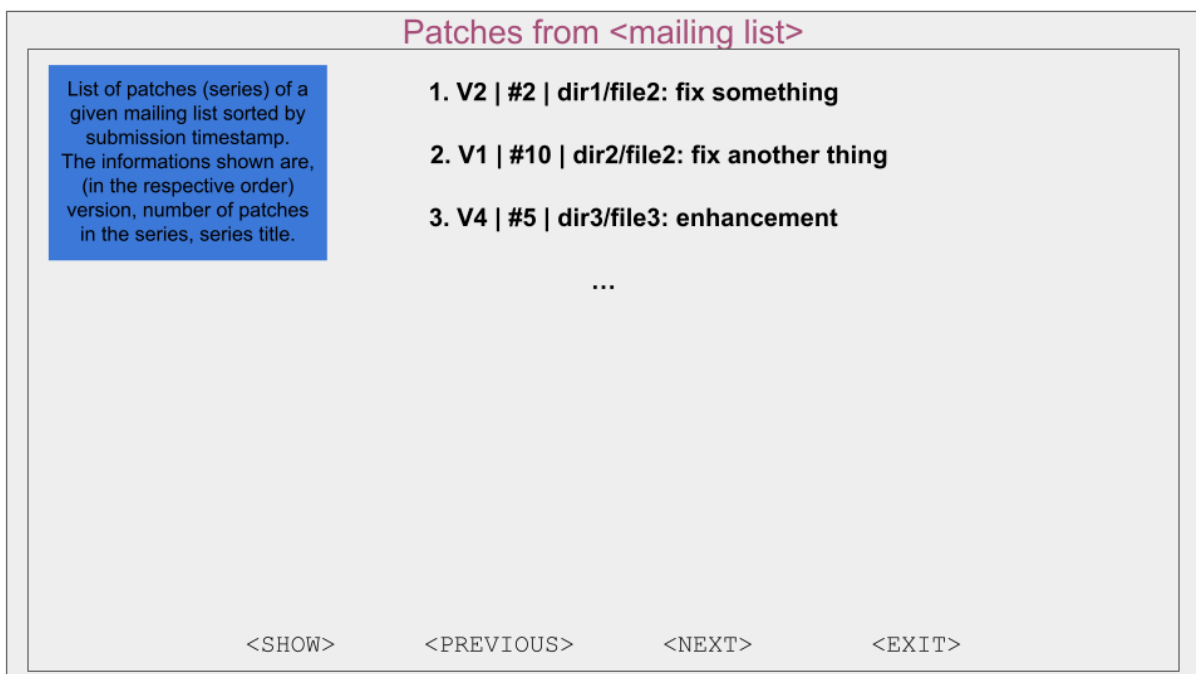 Patches from <mailing list>
List of patches (series) of a
given mailing list sorted by
submission timestamp.
The informations shown are,
(in the respective order)
version, number of patches
in the series, series title.
1. V2 | #2 | dir1/file2: fix something
2. V1 | #10 | dir2/file2: fix another thing
3. V4 | #5 | dir3/file3: enhancement
...
<SHOW> <PREVIOUS> <NEXT> <EXIT>